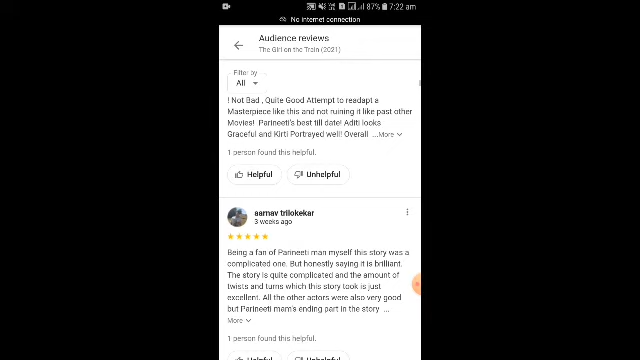 87% 7:22 am
No internet connection
Audience reviews
The Girl on the Train (2021)
Filter by
All
! Not Bad , Quite Good Attempt to readapt a
Masterpiece like this and not ruining it like past other
Movies! Parineeti's best till date! Aditi looks
Graceful and Kirti Portrayed well! Overall ...More
1 person found this helpful.
Helpful
Unhelpful
aarnav trilokekar
3 weeks ago
Being a fan of Parineeti man myself this story was a
complicated one. But honestly saying it is brilliant.
The story is quite complicated and the amount of
twists and turns which this story took is just
excellent. All the other actors were also very good
but Parineeti mam's ending part in the story ...
More
1 person found this helpful.
Helpful
Unhelpful